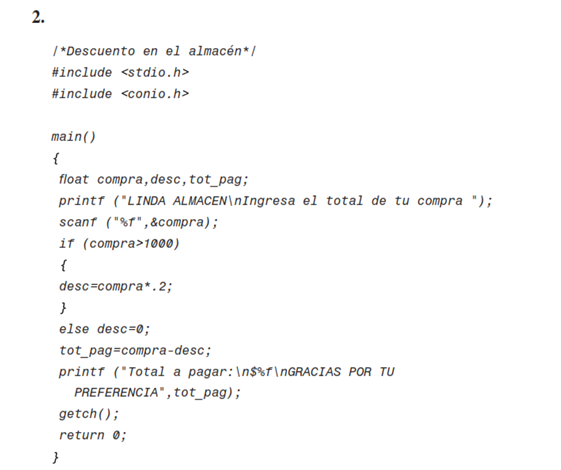 2.
/*Descuento en el almacén*/
#include <stdio.h>
#include <conio.h>
main()
{
float compra,desc,tot_pag;
printf ("LINDA ALMACEN\nIngresa el total de tu compra ");
scanf ("%f",&compra);
if (compra>1000)
{
desc=compra*.2;
}
else desc=0;
tot_pag=compra-desc;
printf ("Total a pagar:\n$%f\nGRACIAS POR TU
PREFERENCIA",tot_pag);
getch();
return 0;
}